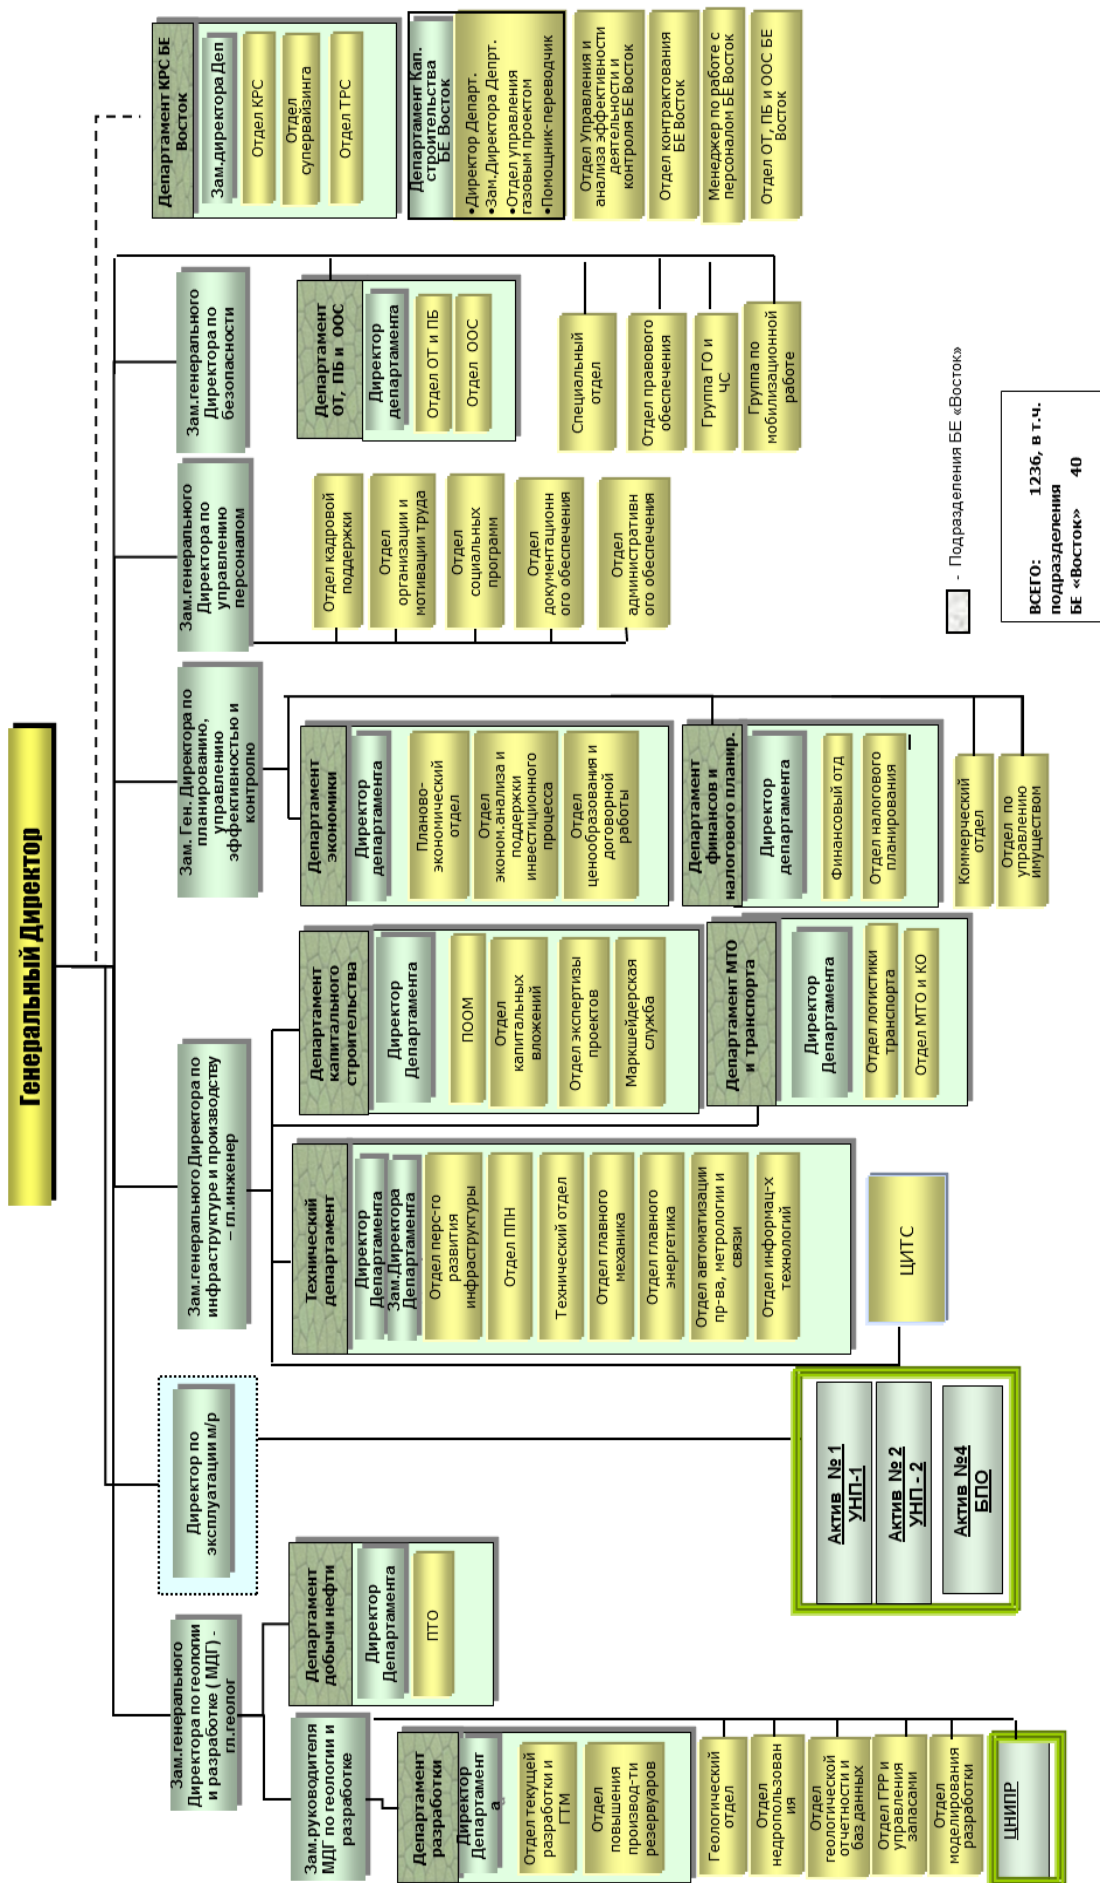 Генеральный Директор
Зам.генерального
Директора по геологии
и разработке ( МДГ) -
гл.геолог
Зам.руководителя
МДГ по геологии и
разработке
Департамент
разработки
Директор
Департамент
а
Отдел текущей
разработки и
ГТМ
Отдел
повышения
производ-ти
резервуаров
Геологический
отдел
Отдел
недропользован
ия
Отдел
геологической
отчетности и
баз данных
Отдел ГРР и
управления
запасами
Отдел
моделирования
разработки
ЦНИПР
Департамент
добычи нефти
Директор
Департамента
ПТО
Директор по
эксплуатации м/р
Актив № 1
УНП-1
Актив № 2
УНП - 2
Актив №4
БПО
Зам.генерального Директора по
инфраструктуре и производству
– гл.инженер
Технический
департамент
Директор
Департамента
Зам.Директора
Департамента
Отдел перс-го
развития
инфраструктуры
Отдел ППН
Технический отдел
Отдел главного
механика
Отдел главного
энергетика
Отдел автоматизации
пр-ва, метрологии и
связи
Отдел информац-х
технологий
ЦИТС
Департамент
капитального
строительства
Директор
Департамента
ПООМ
Отдел
капитальных
вложений
Отдел экспертизы
проектов
Маркшейдерская
служба
Департамент МТО
и транспорта
Директор
Департамента
Отдел логистики
транспорта
Отдел МТО и КО
Зам. Ген. Директора по
планированию,
управлению
эффективностью и
контролю
Департамент
экономики
Директор
департамента
Планово-
экономический
отдел
Отдел
эконом.анализа и
поддержки
инвестиционного
процесса
Отдел
ценообразования и
договорной
работы
Департамент
финансов и
налогового планир.
Директор
департамента
Финансовый отд
Отдел налогового
планирования
Коммерческий
отдел
Отдел по
управлению
имуществом
Зам.генерального
Директора по
управлению
персоналом
Отдел кадровой
поддержки
Отдел
организации и
мотивации труда
Отдел
социальных
программ
Отдел
документационн
ого обеспечения
Отдел
административн
ого обеспечения
Зам.генерального
Директора по
безопасности
Департамент
ОТ, ПБ и ООС
Директор
департамента
Отдел ОТ и ПБ
Отдел ООС
Специальный
отдел
Отдел правового
обеспечения
Группа ГО и
ЧС
Группа по
мобилизационной
работе
Департамент КРС БЕ
Восток
Зам.директора Деп
Отдел КРС
Отдел
супервайзинга
Отдел ТРС
Департамент Кап.
строительства
БЕ Восток
•Директор Департ.
•Зам.Директора Депрт.
•Отдел управления
газовым проектом
•Помощник-переводчик
Отдел Управления и
анализа эффективности
деятельности и
контроля БЕ Восток
Отдел контрактования
БЕ Восток
Менеджер по работе с
персоналом БЕ Восток
Отдел ОТ, ПБ и ООС БЕ
Восток
- Подразделения БЕ «Восток»
ВСЕГО: 1236, в т.ч.
подразделения
БЕ «Восток» 40